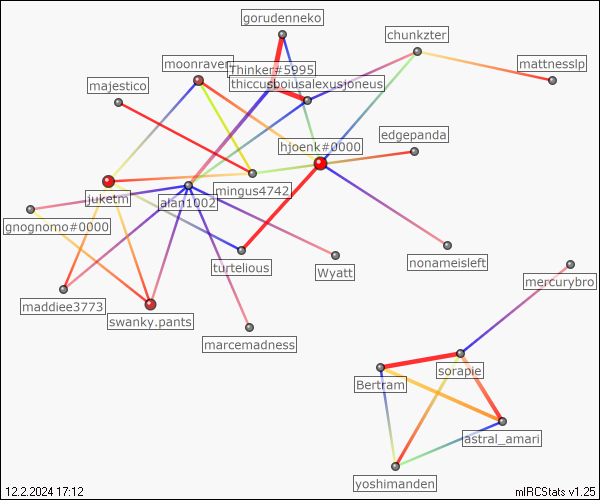 gorudenneko
chunkzter
moonraven
Thinker#5995
mattnesslp
majestico
thiccusboiusalexusjoneus
edgepanda
hjoenk#0000
mingus4742
juketm
alan1002
gnognomo#0000
turtelious
Wyatt
nonameisleft
mercurybro
maddiee3773
swanky.pants
marcemadness
sorapie
Bertram
astral_amari
yoshimanden
12.2.2024 17:12
mIRCStats v1.25